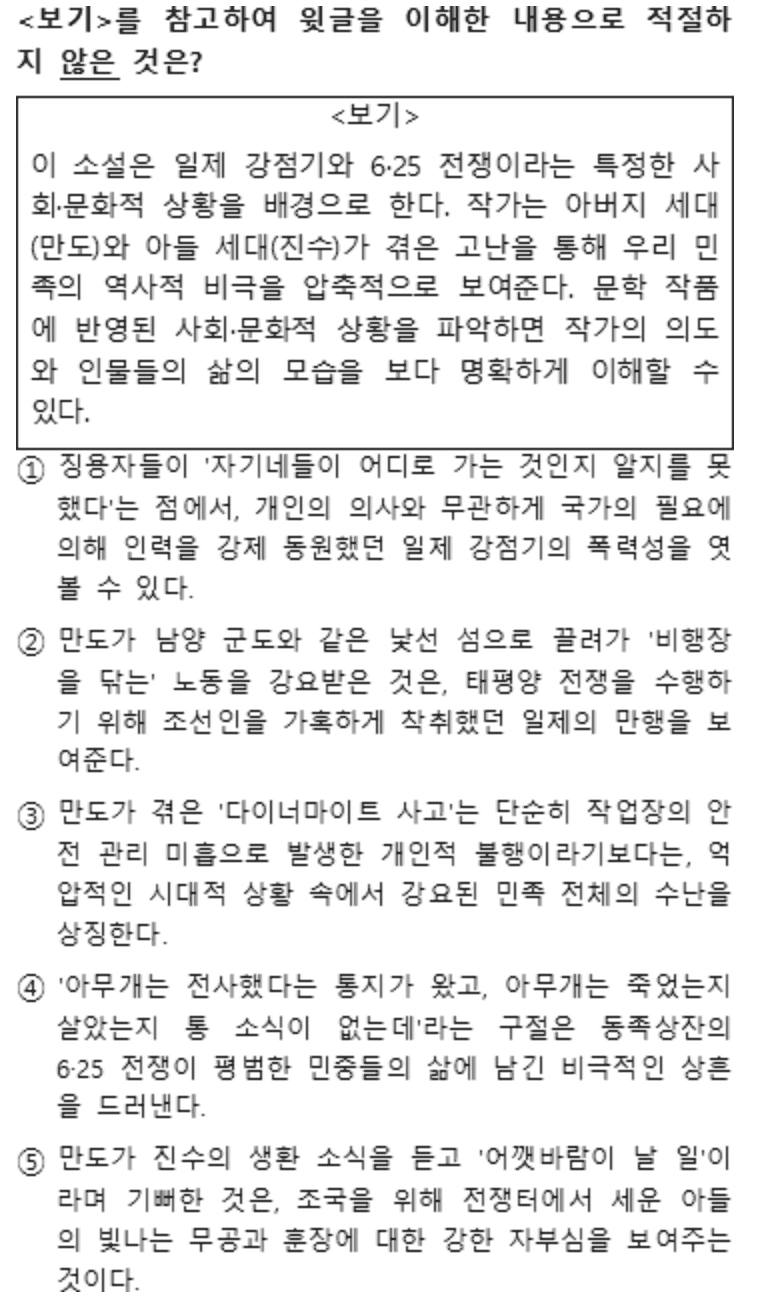 <보기>를 참고하여 윗글을 이해한 내용으로 적절하
지 않은 것은?
<보기>
이 소설은 일제 강점기와 6·25 전쟁이라는 특정한 사
회·문화적 상황을 배경으로 한다. 작가는 아버지 세대
(만도)와 아들 세대(진수)가 겪은 고난을 통해 우리 민
족의 역사적 비극을 압축적으로 보여준다. 문학 작품
에 반영된 사회·문화적 상황을 파악하면 작가의 의도
와 인물들의 삶의 모습을 보다 명확하게 이해할 수
있다.
① 징용자들이 '자기네들이 어디로 가는 것인지 알지를 못
했다'는 점에서, 개인의 의사와 무관하게 국가의 필요에
의해 인력을 강제 동원했던 일제 강점기의 폭력성을 엿
볼 수 있다.
② 만도가 남양 군도와 같은 낯선 섬으로 끌려가 '비행장
을 닦는' 노동을 강요받은 것은, 태평양 전쟁을 수행하
기 위해 조선인을 가혹하게 착취했던 일제의 만행을 보
여준다.
③ 만도가 겪은 '다이너마이트 사고'는 단순히 작업장의 안
전 관리 미흡으로 발생한 개인적 불행이라기보다는, 억
압적인 시대적 상황 속에서 강요된 민족 전체의 수난을
상징한다.
④ '아무개는 전사했다는 통지가 왔고, 아무개는 죽었는지
살았는지 통 소식이 없는데'라는 구절은 동족상잔의
6·25 전쟁이 평범한 민중들의 삶에 남긴 비극적인 상흔
을 드러낸다.
⑤ 만도가 진수의 생환 소식을 듣고 '어깻바람이 날 일'이
라며 기뻐한 것은, 조국을 위해 전쟁터에서 세운 아들
의 빛나는 무공과 훈장에 대한 강한 자부심을 보여주는
것이다.